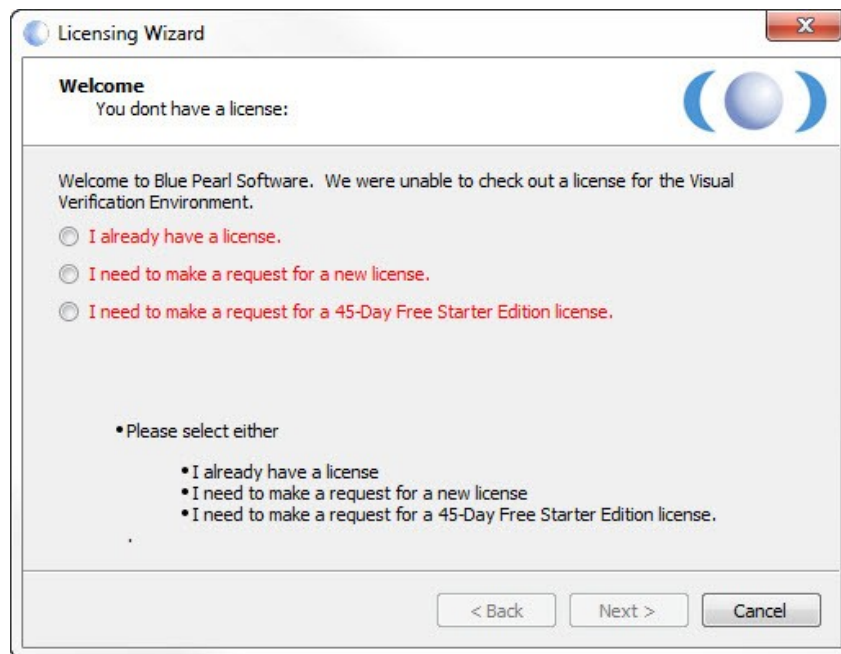 Licensing Wizard
Welcome
You dont have a license:
Welcome to Blue Pearl Software.  We were unable to check out a license for the Visual
Verification Environment.
I already have a license.
I need to make a request for a new license.
I need to make a request for a 45-Day Free Starter Edition license.
•Please select either
•I already have a license
•I need to make a request for a new license
•I need to make a request for a 45-Day Free Starter Edition license.
.
< Back
Next >
Cancel